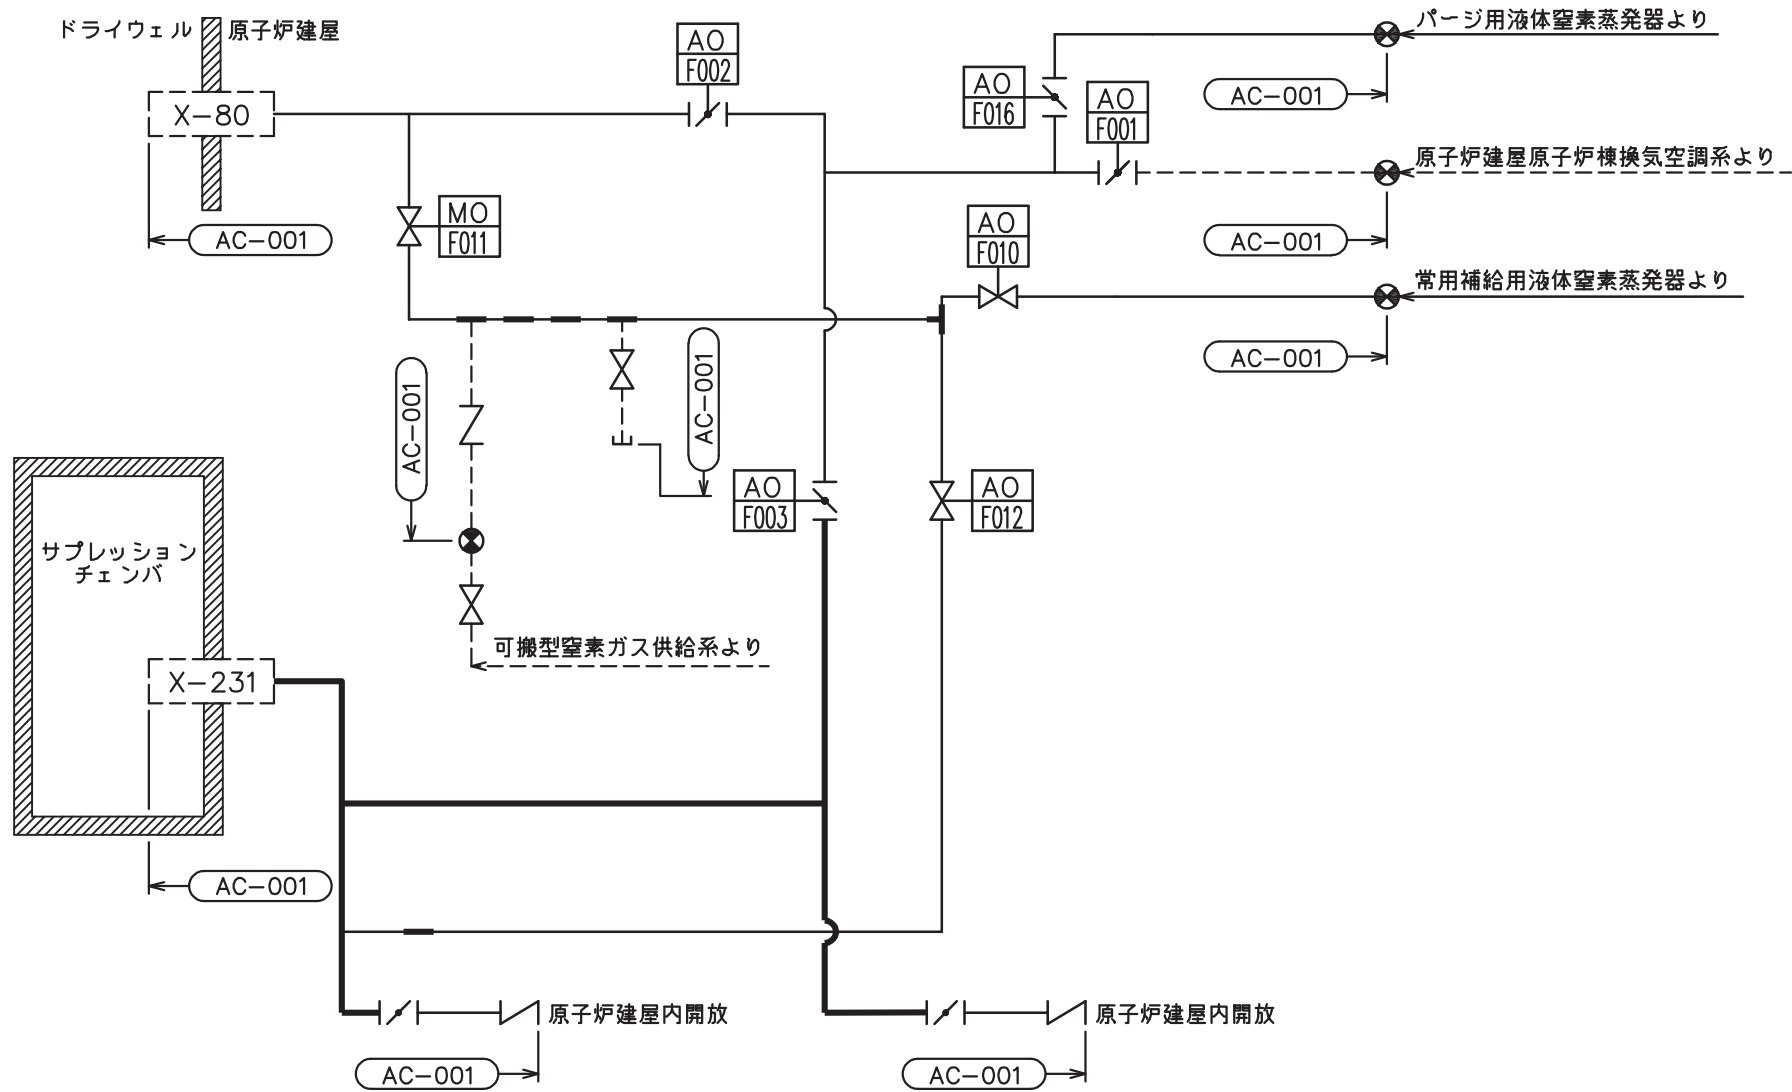 ドライウェル
原子炉建屋
X-80
AC-001
AO
F002
MO
F011
AO
F016
AO
F001
パージ用液体窒素蒸発器より
AC-001
原子炉建屋原子炉棟換気空調系より
AC-001
AO
F010
常用補給用液体窒素蒸発器より
AC-001
AC-001
AC-001
AO
F003
AO
F012
サプレッション
チェンバ
可搬型窒素ガス供給系より
X-231
AC-001
原子炉建屋内開放
AC-001
原子炉建屋内開放
AC-001